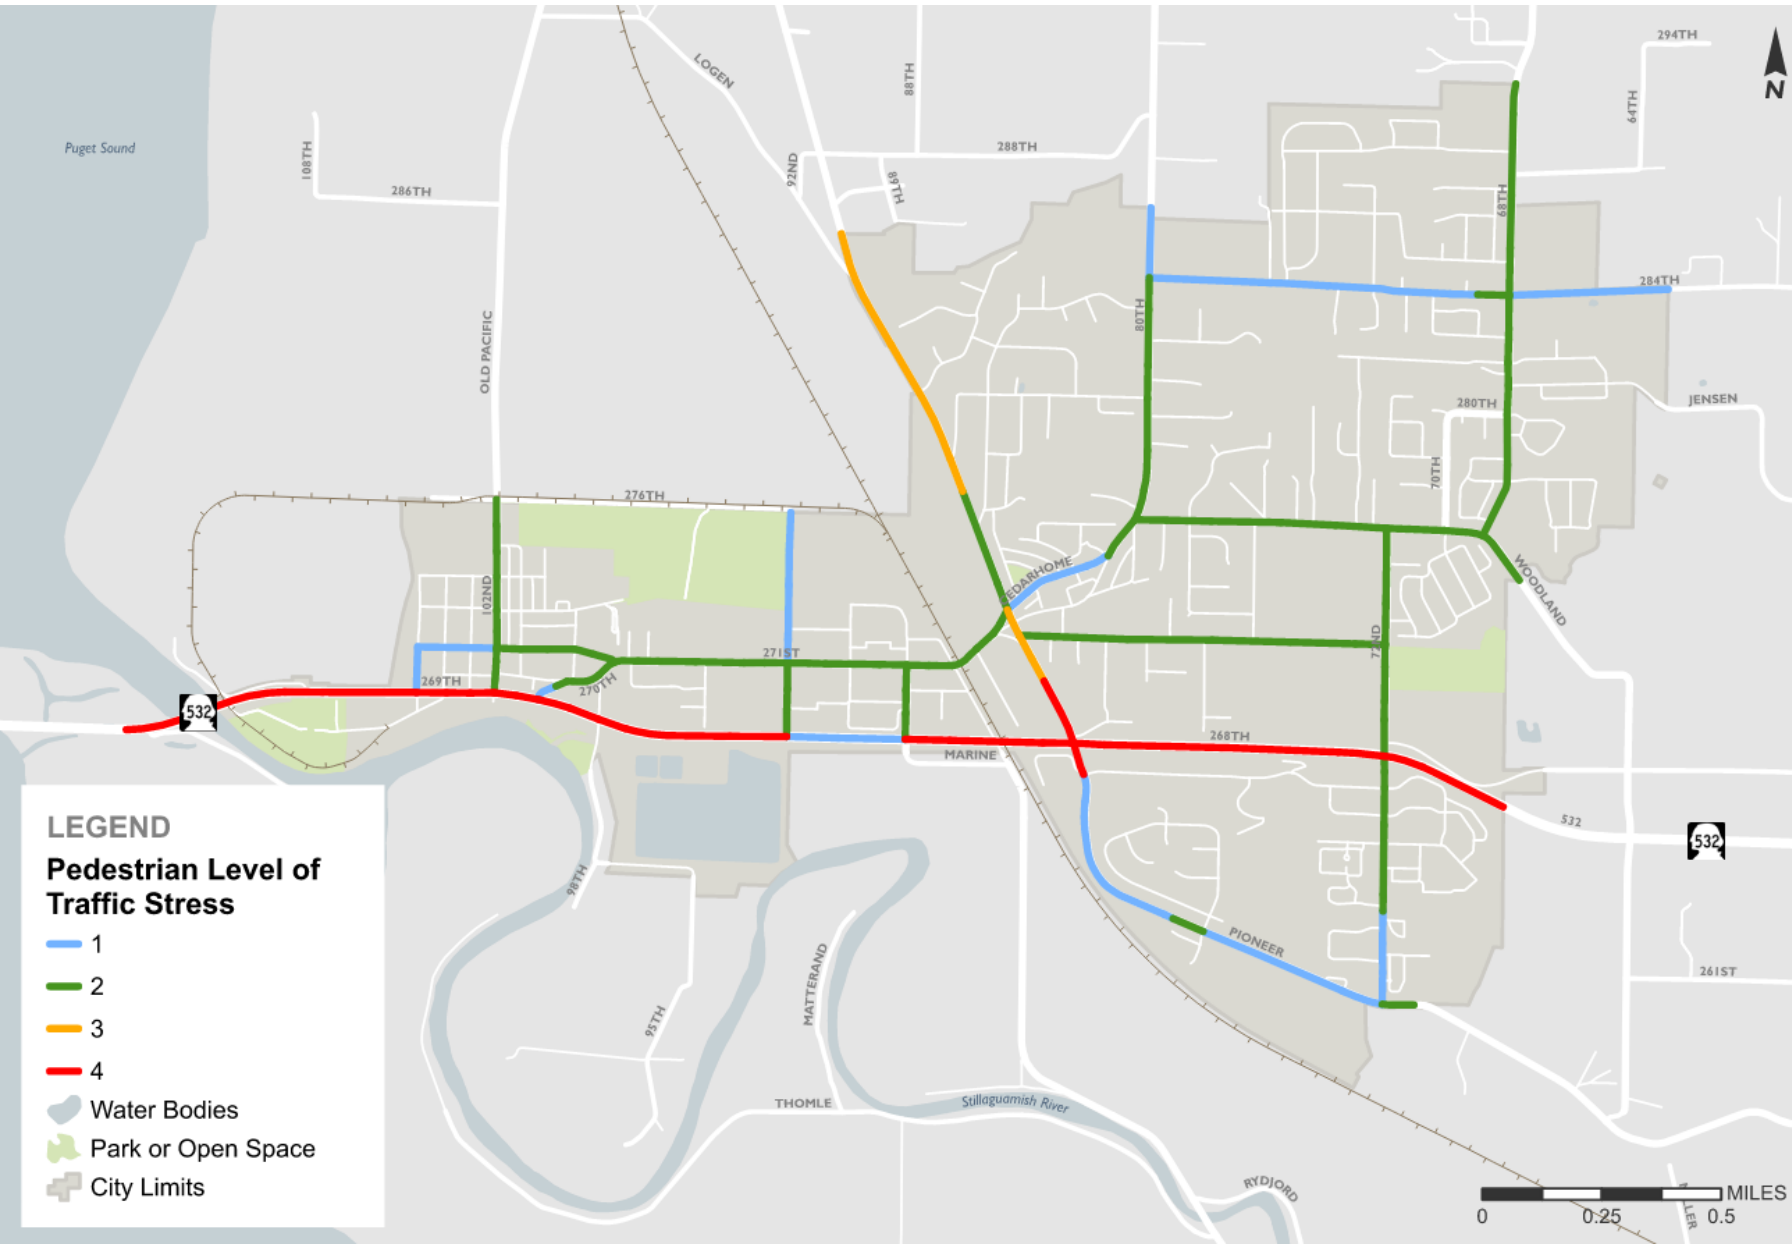 294TH
LOGEN
88TH
64TH
N
Puget Sound
108TH
288TH
92ND
89TH
286TH
68TH
284TH
80TH
OLD PACIFIC
JENSEN
280TH
70TH
276TH
CEDARHOME
WOODLAND
102ND
72ND
271ST
269TH
270TH
532
268TH
MARINE
532
532
98TH
PIONEER
261ST
MATTERAND
95TH
THOMLE
Stillaguamish River
RYDJORD
LEGEND
Pedestrian Level of
Traffic Stress
1
2
3
4
Water Bodies
Park or Open Space
City Limits
MILES
0 0.25 0.5